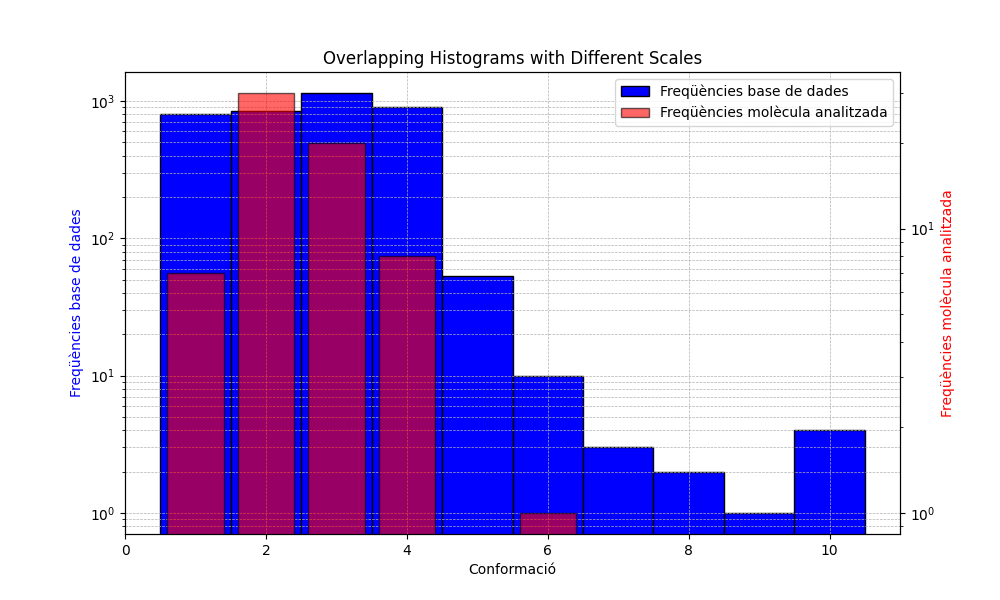 Overlapping Histograms with Different Scales
Freqüències base de dades
Freqüències molècula analitzada
10³
10²
10¹
10⁰
Freqüències base de dades
10¹
10⁰
Freqüències molècula analitzada
0 2 4 6 8 10
Conformació